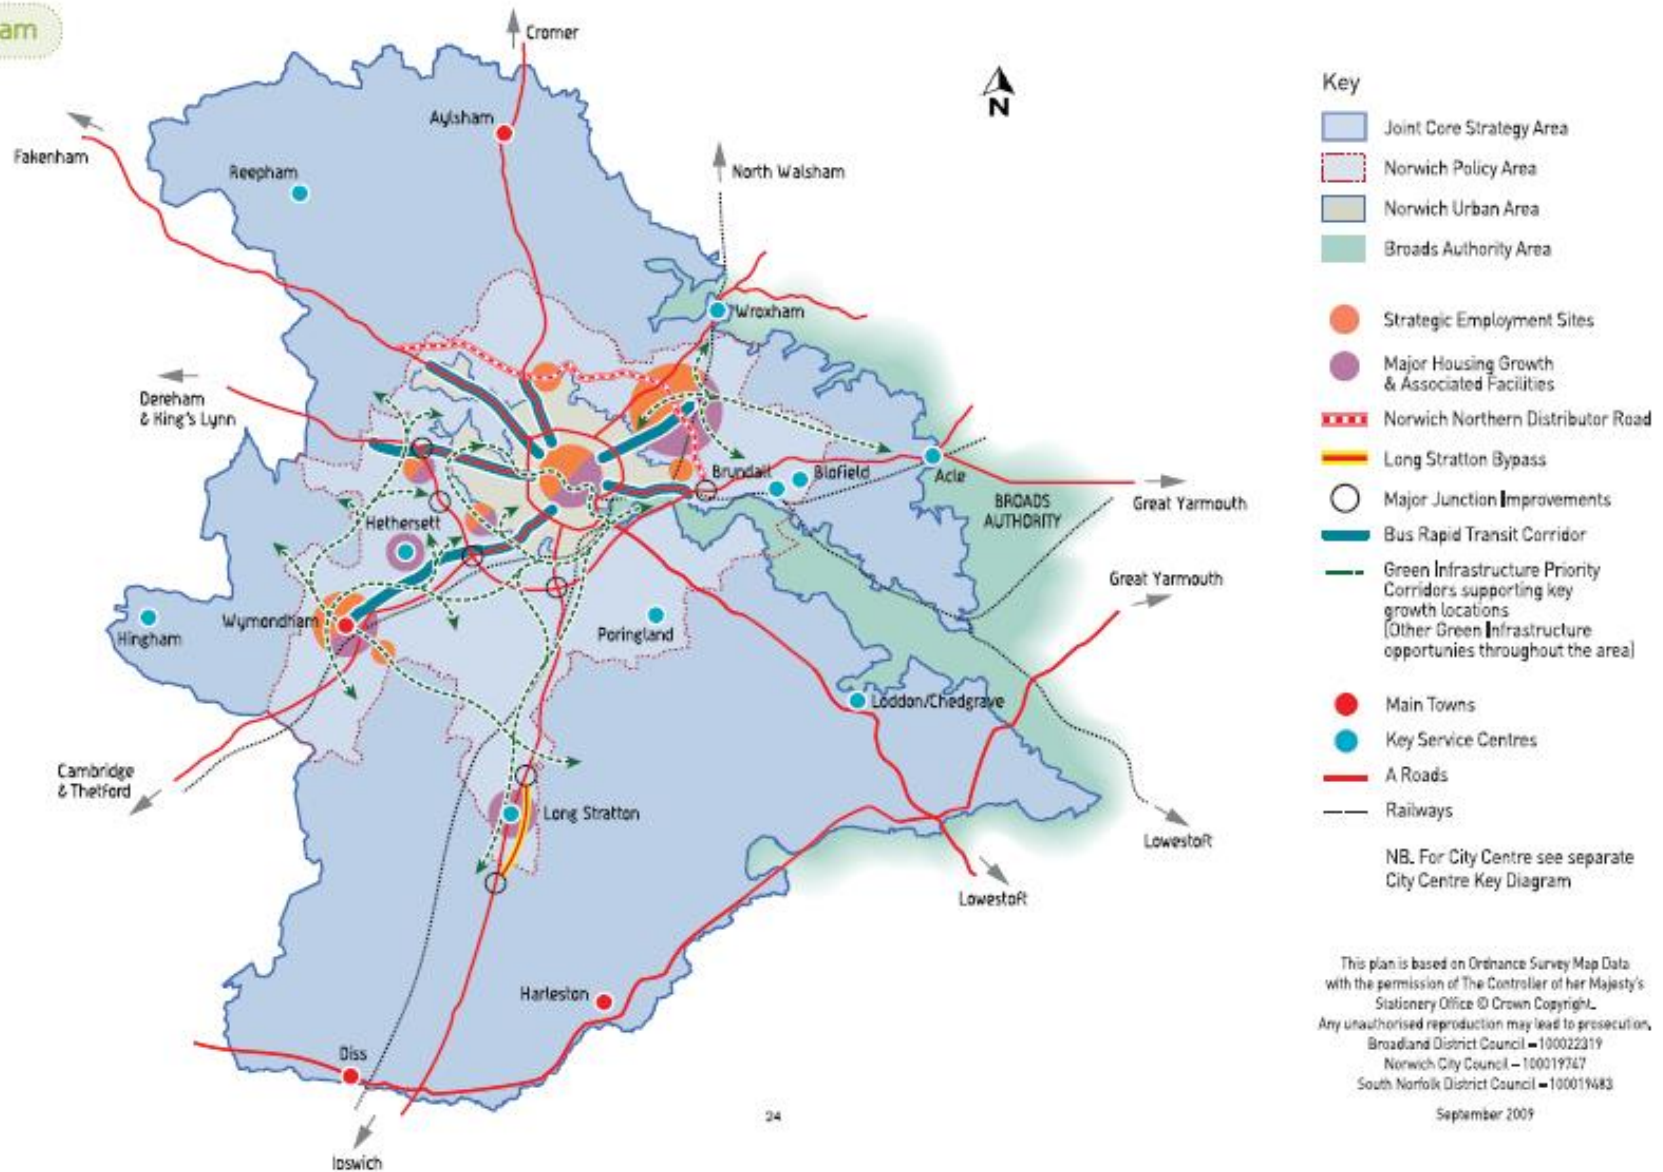 am
Cromer
Aylsham
Fakenham
Reepham
North Walsham
Wroxham
Dereham
& King's Lynn
Brundall
Blofield
Acle
BROADS
AUTHORITY
Great Yarmouth
Hethersett
Great Yarmouth
Wymondham
Hingham
Poringland
Loddon/Chedgrave
Cambridge
& Thetford
Long Stratton
Lowestoft
Lowestoft
Harleston
Diss
Ipswich
24
N
Key
Joint Core Strategy Area
Norwich Policy Area
Norwich Urban Area
Broads Authority Area
Strategic Employment Sites
Major Housing Growth
& Associated Facilities
Norwich Northern Distributor Road
Long Stratton Bypass
Major Junction Improvements
Bus Rapid Transit Corridor
Green Infrastructure Priority
Corridors supporting key
growth locations
(Other Green Infrastructure
opportunies throughout the area)
Main Towns
Key Service Centres
A Roads
Railways
NB. For City Centre see separate
City Centre Key Diagram
This plan is based on Ordnance Survey Map Data
with the permission of The Controller of her Majesty's
Stationery Office © Crown Copyright.
Any unauthorised reproduction may lead to prosecution.
Broadland District Council – 100022319
Norwich City Council – 100019747
South Norfolk District Council – 100019483
September 2009